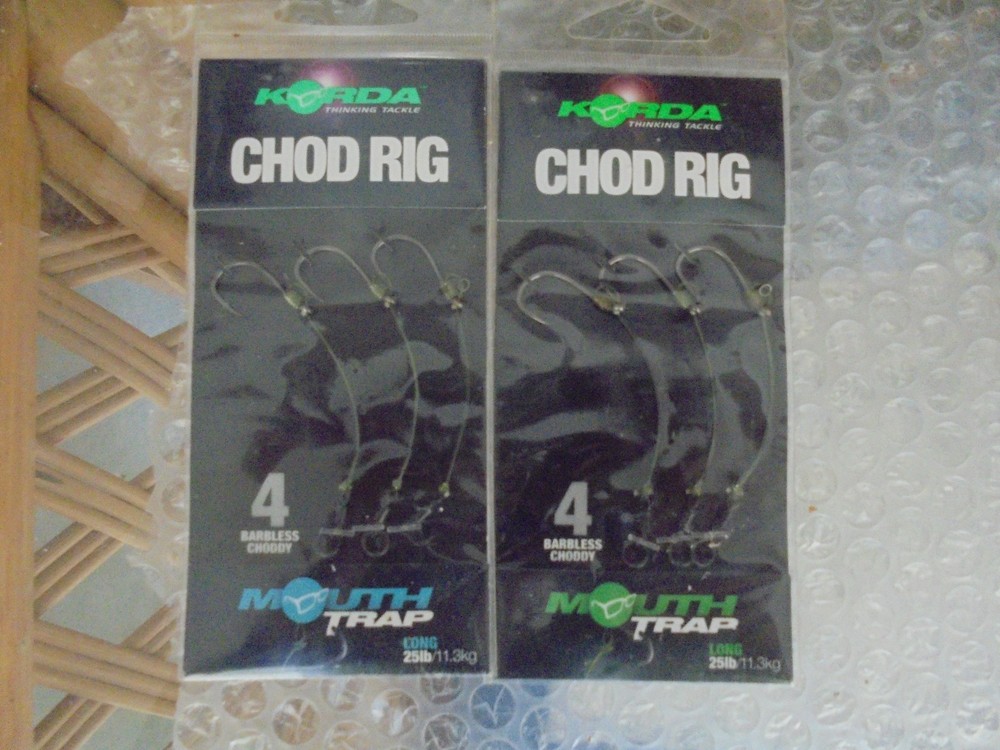 KORDA
THINKING TACKLE
CHOD RIG
4
BARBLESS
CHODDY
MOUTH
TRAP
LONG
25lb/11.3kg
KORDA
THINKING TACKLE
CHOD RIG
4
BARBLESS
CHODDY
MOUTH
TRAP
LONG
25lb/11.3kg